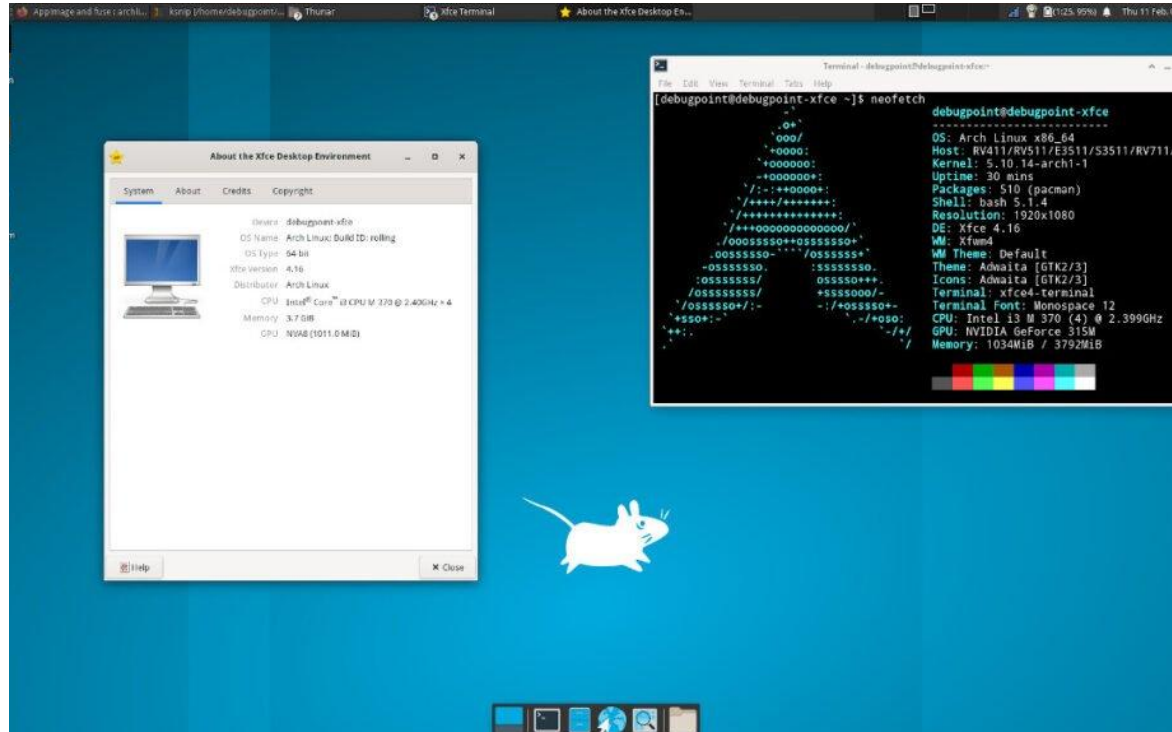 AppImage and fuse : archli...
ksnip [/home/debugpoint/...
Thunar
Xfce Terminal
About the Xfce Desktop En...
(1:25, 95%)
Thu 11 Feb,
About the Xfce Desktop Environment
System About Credits Copyright
Device debugpoint-xfce
OS Name Arch Linux; Build ID: rolling
OS Type 64-bit
Xfce Version 4.16
Distributor Arch Linux
CPU Intel® Core™ i3 CPU M 370 @ 2.40GHz × 4
Memory 3.7 GiB
GPU NVA8 (1011.0 MiB)
Help
Close
Terminal - debugpoint@debugpoint-xfce:~
File Edit View Terminal Tabs Help
[debugpoint@debugpoint-xfce ~]$ neofetch
debugpoint@debugpoint-xfce
OS: Arch Linux x86_64
Host: RV411/RV511/E3511/S3511/RV711/
Kernel: 5.10.14-arch1-1
Uptime: 30 mins
Packages: 510 (pacman)
Shell: bash 5.1.4
Resolution: 1920x1080
DE: Xfce 4.16
WM: Xfwm4
WM Theme: Default
Theme: Adwaita [GTK2/3]
Icons: Adwaita [GTK2/3]
Terminal: xfce4-terminal
Terminal Font: Monospace 12
CPU: Intel i3 M 370 (4) @ 2.399GHz
GPU: NVIDIA GeForce 315M
Memory: 1034MiB / 3792MiB